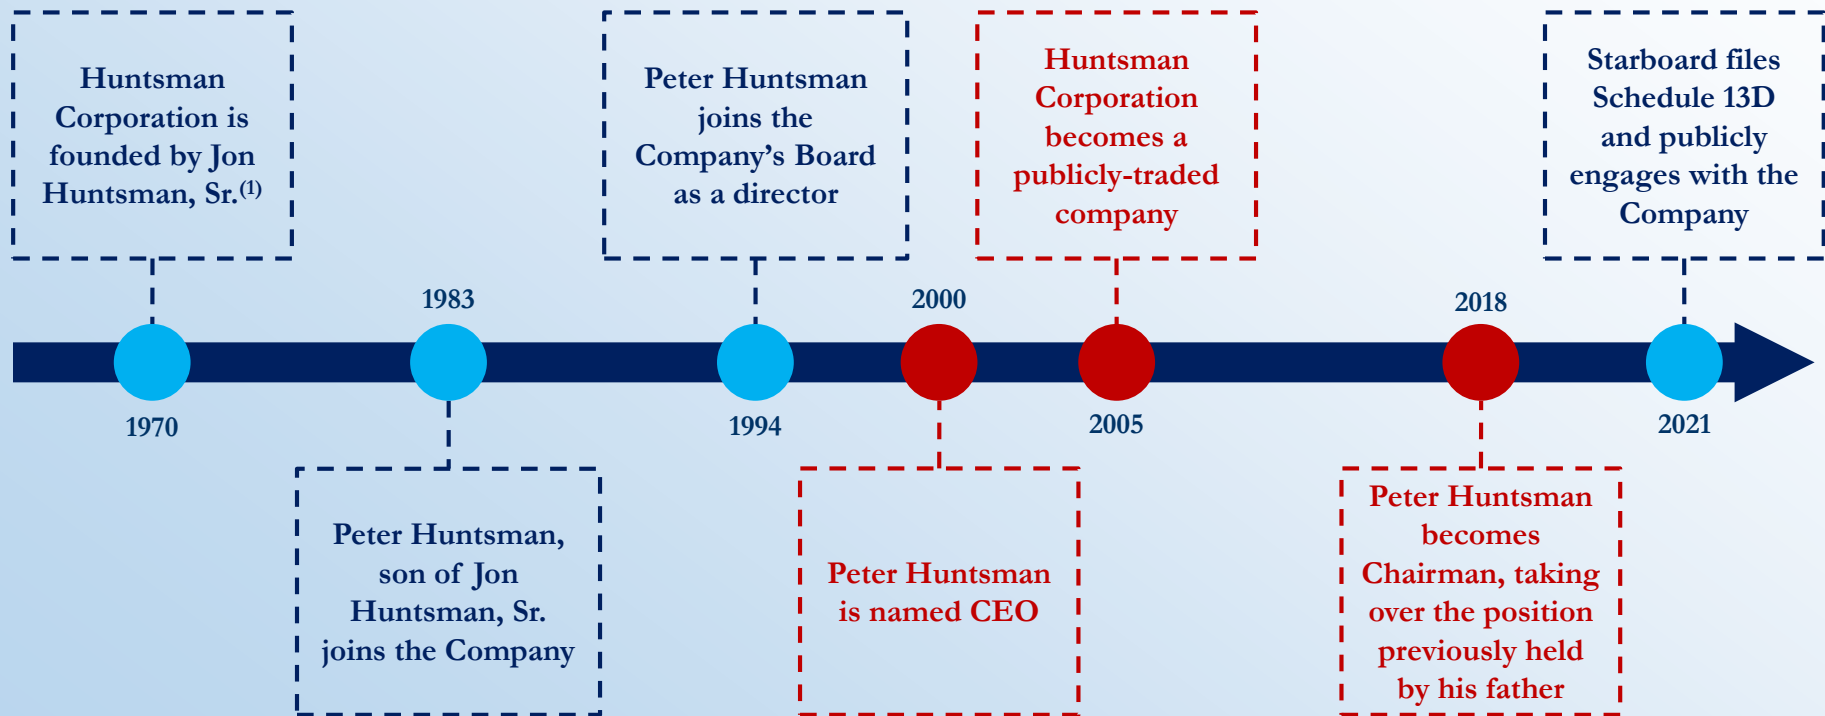 Huntsman
Corporation is
founded by Jon
Huntsman, Sr.(1)
Peter Huntsman
joins the
Company’s Board
as a director
Huntsman
Corporation
becomes a
publicly-traded
company
Starboard files
Schedule 13D
and publicly
engages with the
Company
1983
2000
2018
1970
1994
2005
2021
Peter Huntsman,
son of Jon
Huntsman, Sr.
joins the Company
Peter Huntsman
is named CEO
Peter Huntsman
becomes
Chairman, taking
over the position
previously held
by his father